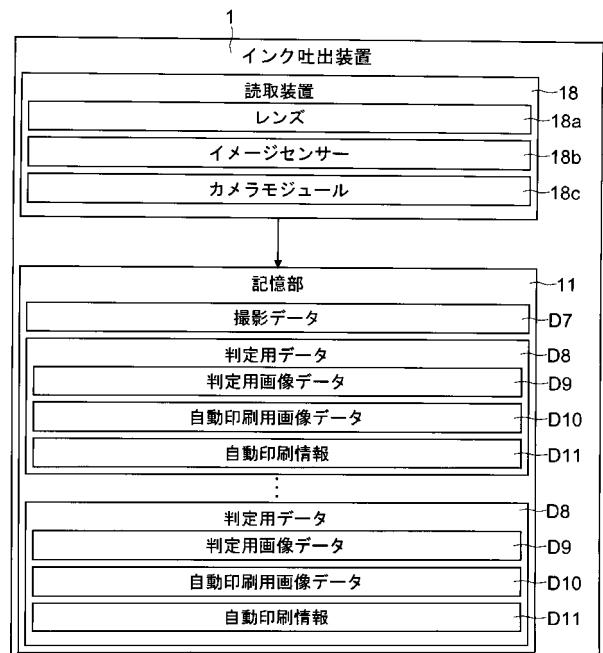 1
インク吐出装置
読取装置 18
レンズ 18a
イメージセンサー 18b
カメラモジュール 18c
記憶部 11
撮影データ D7
判定用データ D8
判定用画像データ D9
自動印刷用画像データ D10
自動印刷情報 D11
⋮
判定用データ D8
判定用画像データ D9
自動印刷用画像データ D10
自動印刷情報 D11